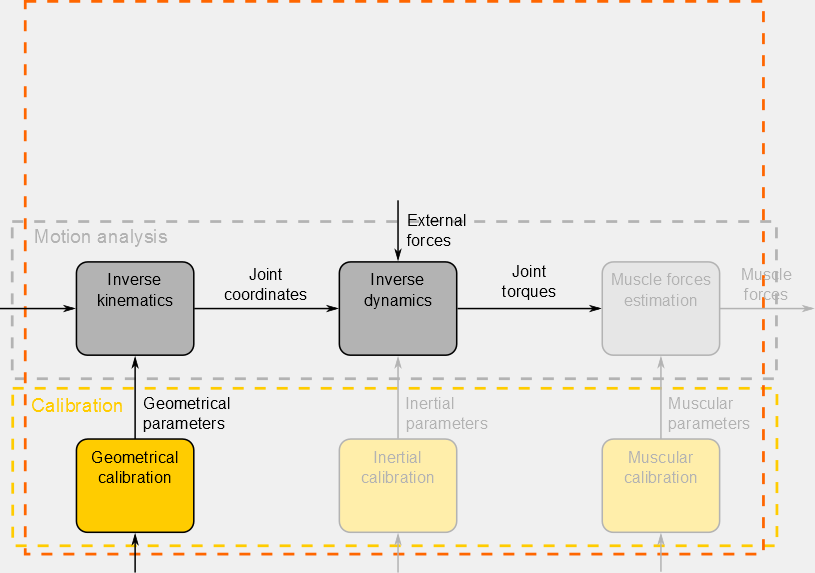 External
forces
Motion analysis
Inverse
kinematics
Joint
coordinates
Inverse
dynamics
Joint
torques
Muscle forces
estimation
Muscle
forces
Calibration
Geometrical
parameters
Inertial
parameters
Muscular
parameters
Geometrical
calibration
Inertial
calibration
Muscular
calibration